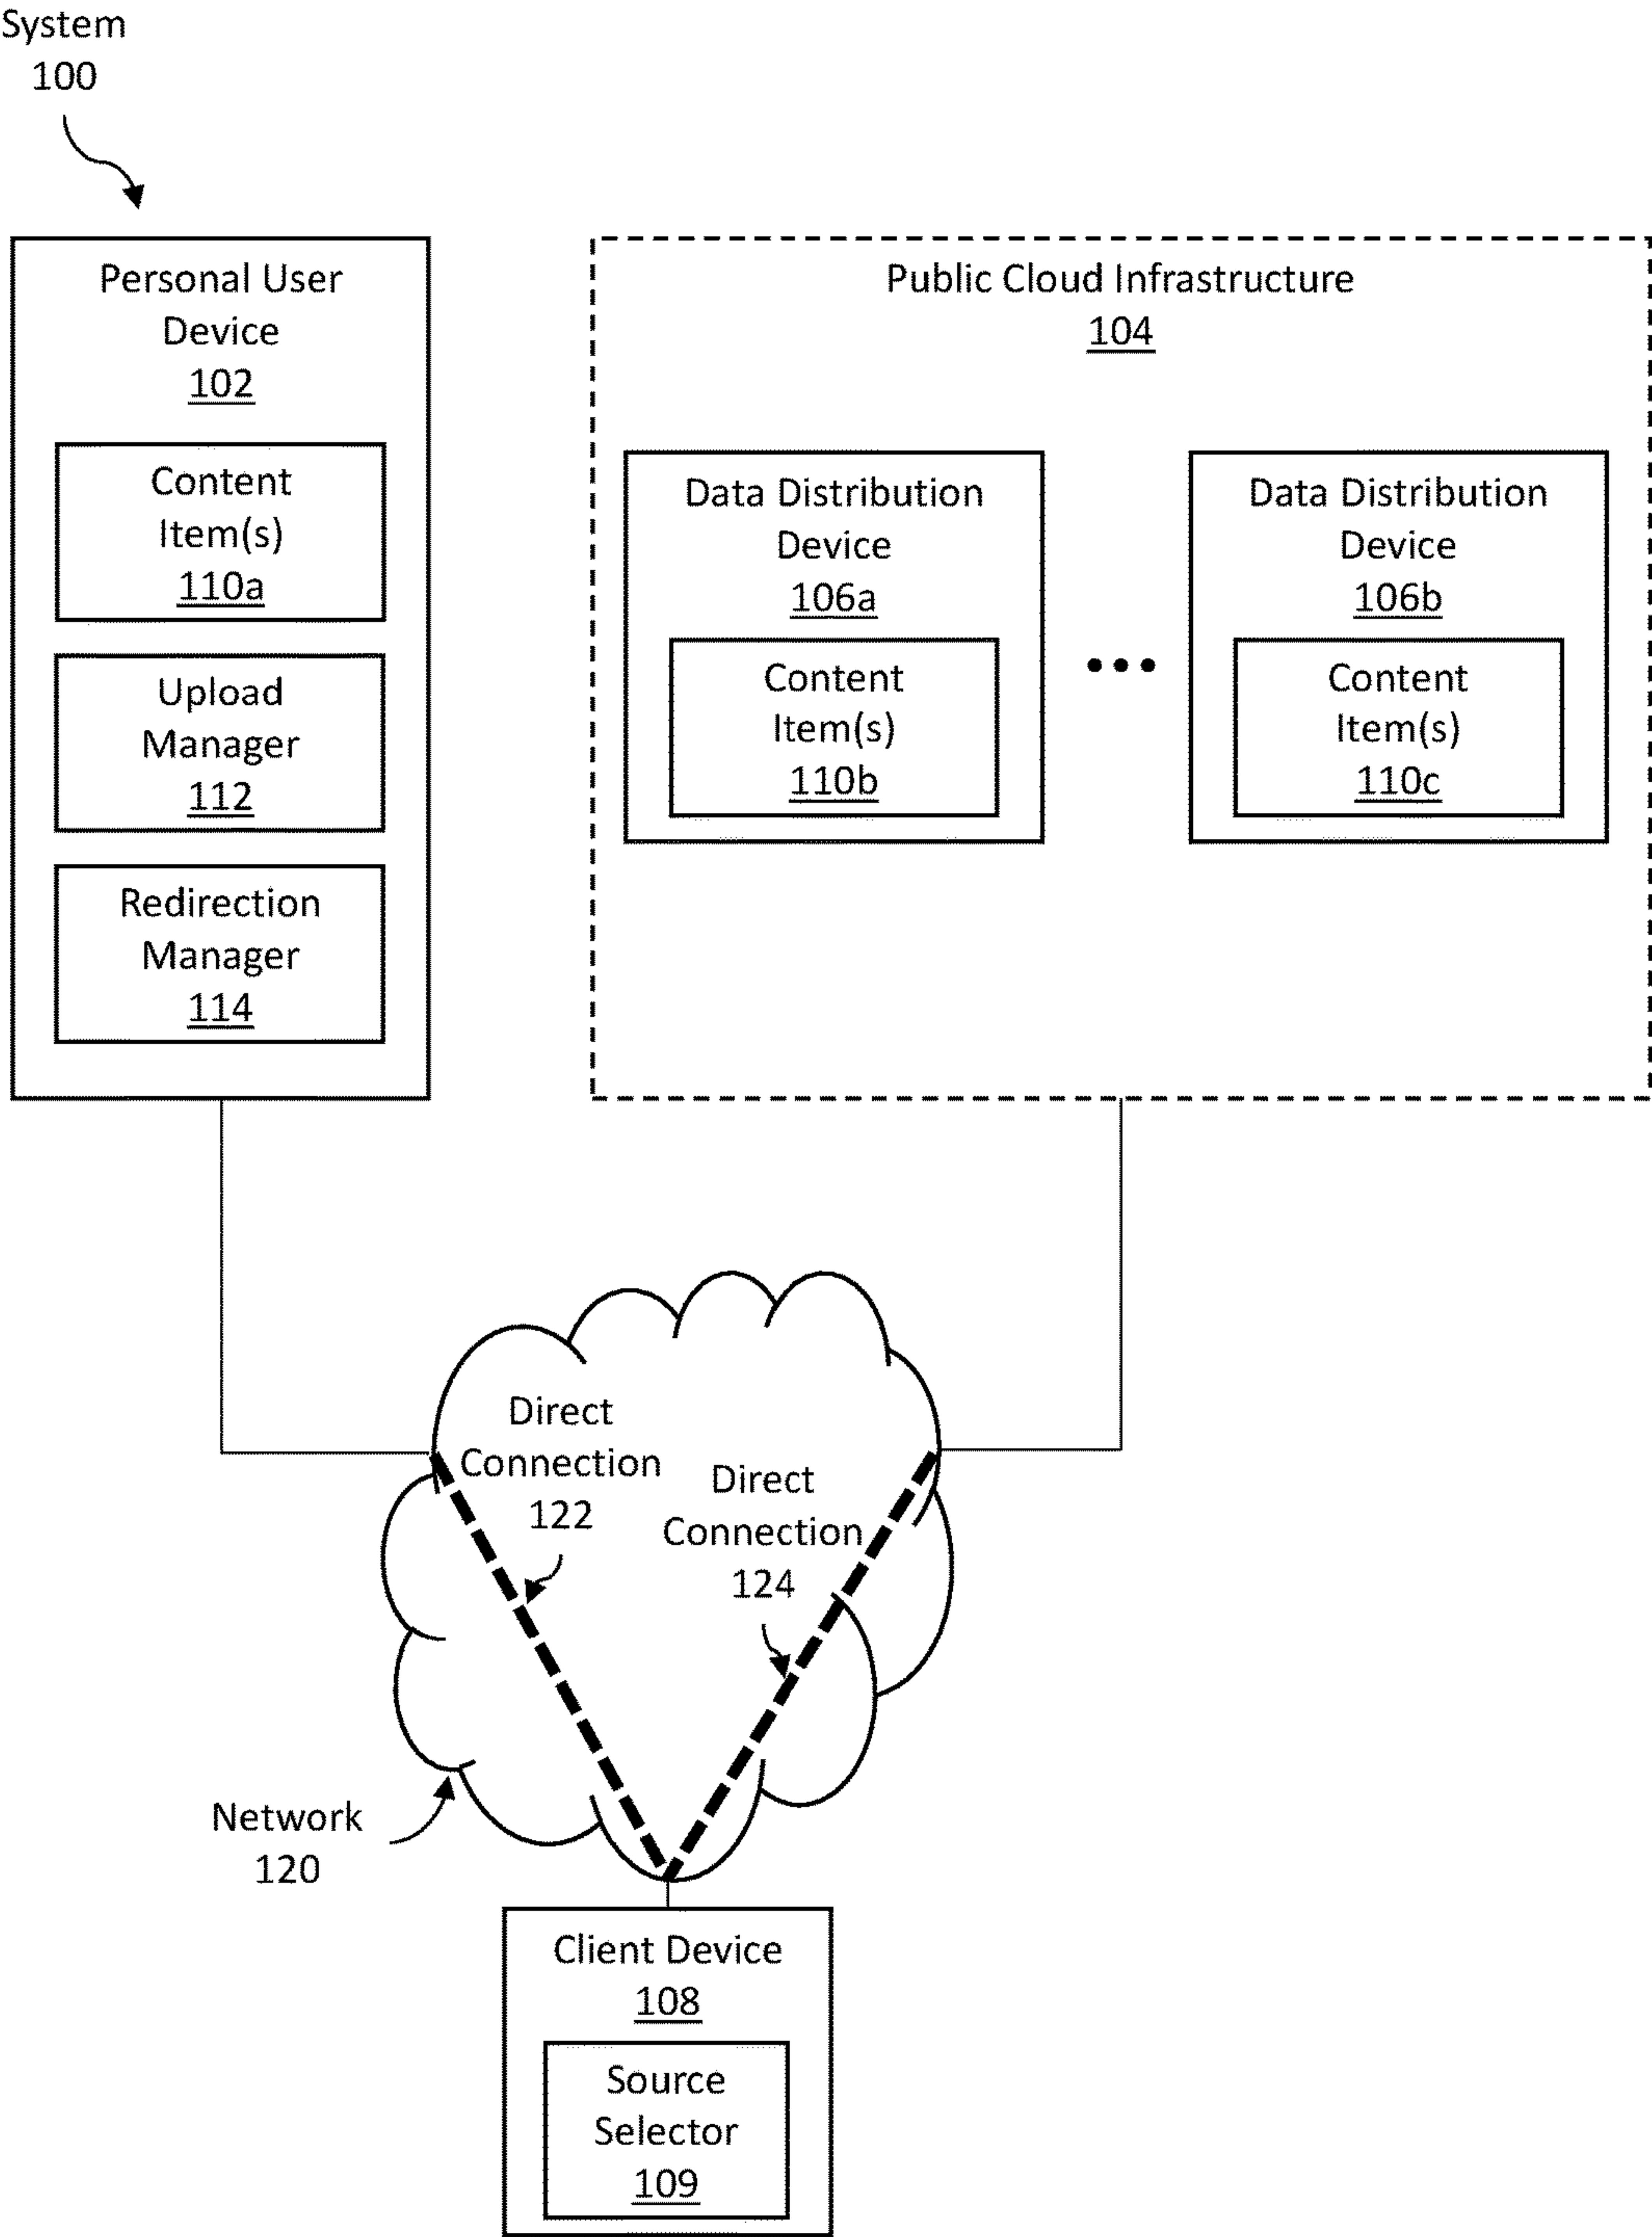 System
100
Personal User
Device
102
Content
Item(s)
110a
Upload
Manager
112
Redirection
Manager
114
Public Cloud Infrastructure
104
Data Distribution
Device
106a
Content
Item(s)
110b
Data Distribution
Device
106b
Content
Item(s)
110c
Direct
Connection
122
Direct
Connection
124
Network
120
Client Device
108
Source
Selector
109